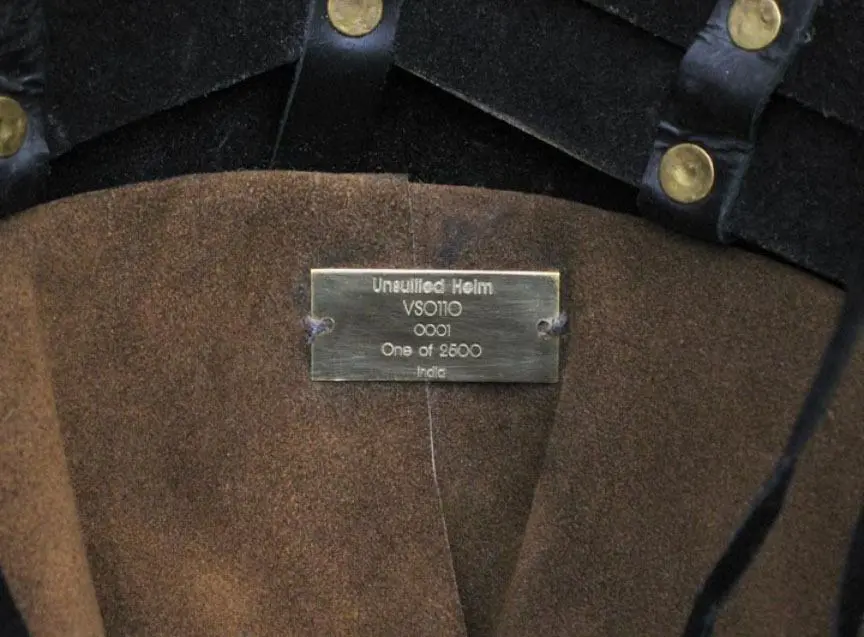 Unsullied Helm
VS0110
0001
One of 2500
India